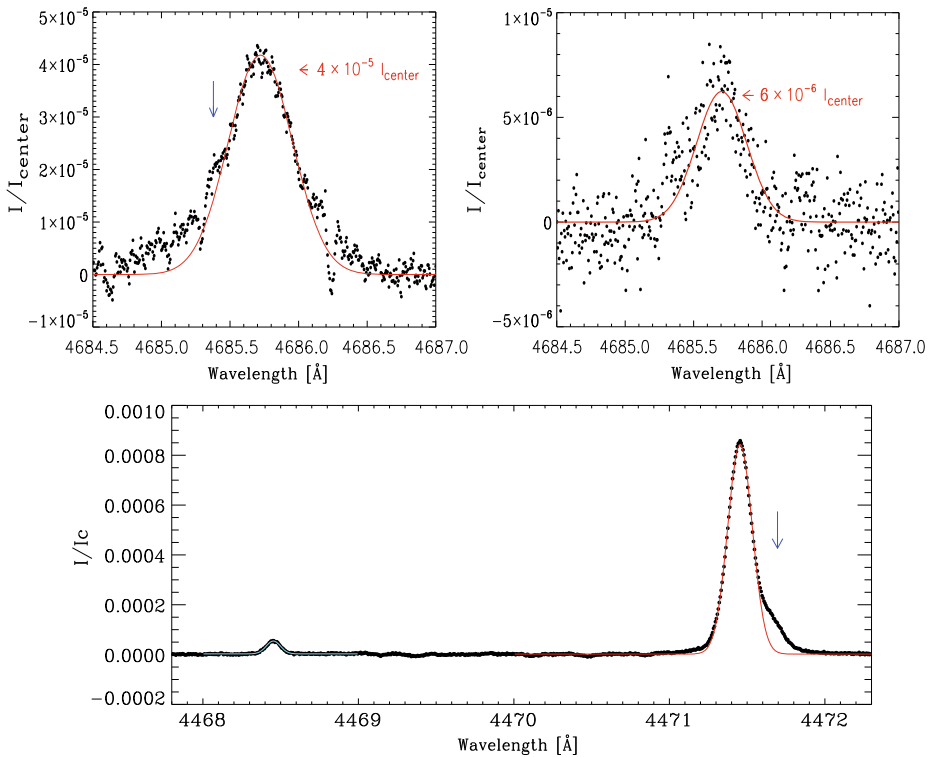 5×10⁻⁵
4×10⁻⁵
3×10⁻⁵
2×10⁻⁵
1×10⁻⁵
0
−1×10⁻⁵
I/I_center
← 4 × 10⁻⁵ I_center
4684.5 4685.0 4685.5 4686.0 4686.5 4687.0
Wavelength [Å]
1×10⁻⁵
5×10⁻⁶
0
−5×10⁻⁶
I/I_center
← 6 × 10⁻⁶ I_center
4684.5 4685.0 4685.5 4686.0 4686.5 4687.0
Wavelength [Å]
0.0010
0.0008
0.0006
0.0004
0.0002
0.0000
−0.0002
I/Ic
4468 4469 4470 4471 4472
Wavelength [Å]